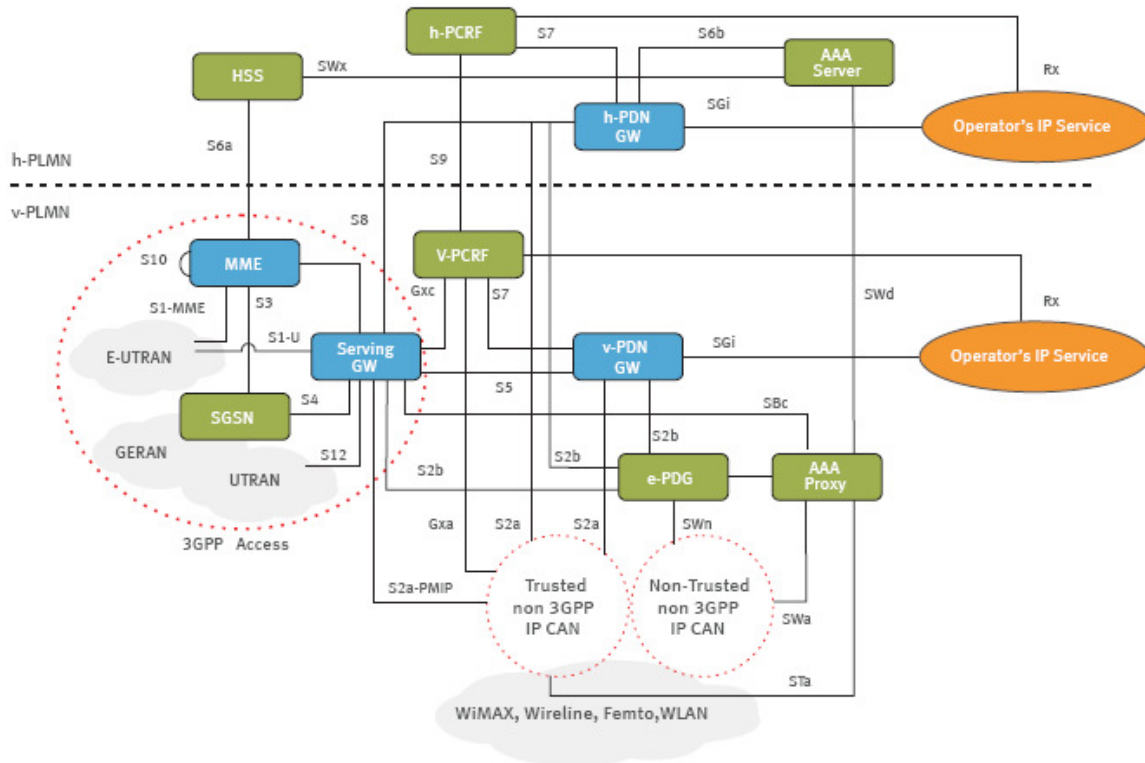 h-PCRF
S7
S6b
AAA
Server
HSS
SWx
Rx
h-PDN
GW
SGi
Operator's IP Service
S6a
S9
h-PLMN
v-PLMN
S8
S10
MME
V-PCRF
S1-MME
S3
Gxc
S7
SWd
Rx
E-UTRAN
S1-U
Serving
GW
v-PDN
GW
SGi
Operator's IP Service
S5
SGSN
S4
SBc
GERAN
S12
S2b
S2b
S2b
UTRAN
e-PDG
AAA
Proxy
3GPP Access
Gxa
S2a
S2a
SWn
S2a-PMIP
Trusted
non 3GPP
IP CAN
Non-Trusted
non 3GPP
IP CAN
SWa
STa
WiMAX, Wireline, Femto,WLAN